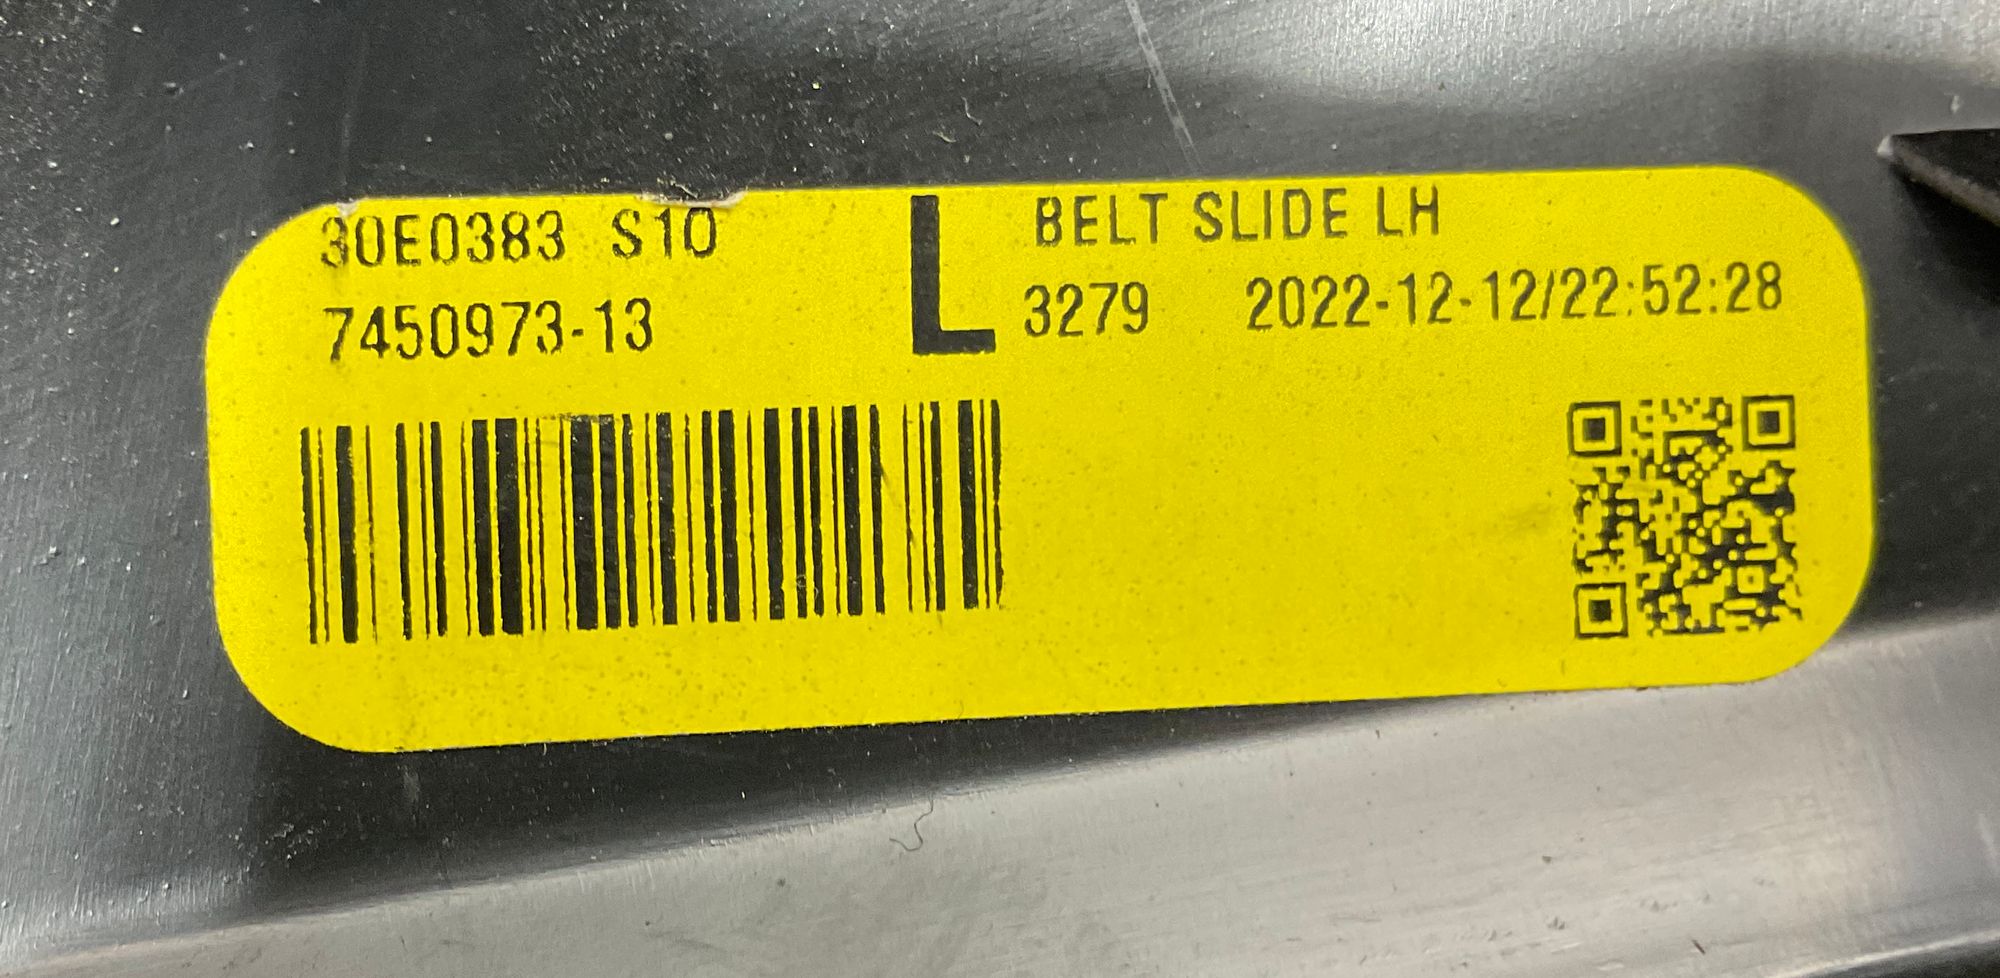 30E0383 S10
7450973-13
L
BELT SLIDE LH
3279 2022-12-12/22:52:28